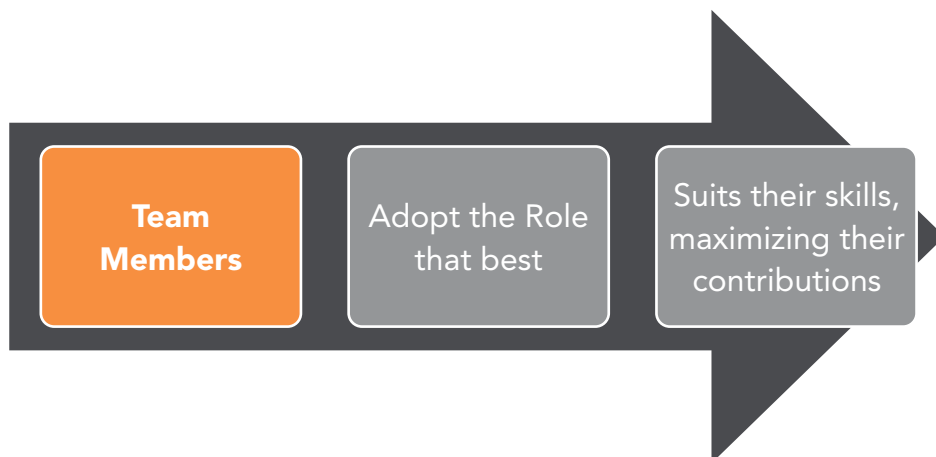 Team
Members
Adopt the Role
that best
Suits their skills,
maximizing their
contributions